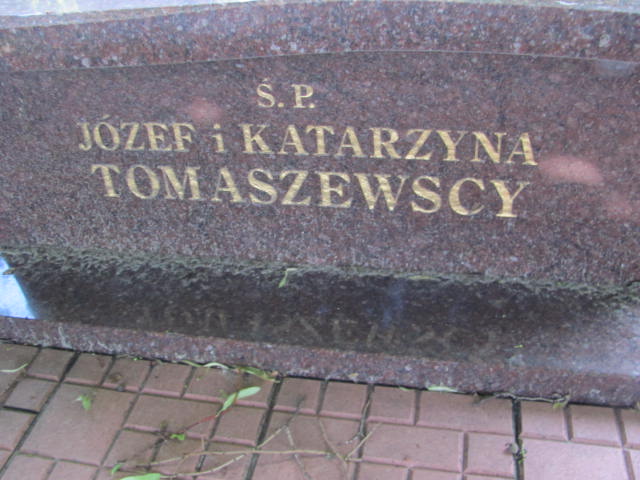 Ś.P.
JÓZEF i KATARZYNA
TOMASZEWSCY